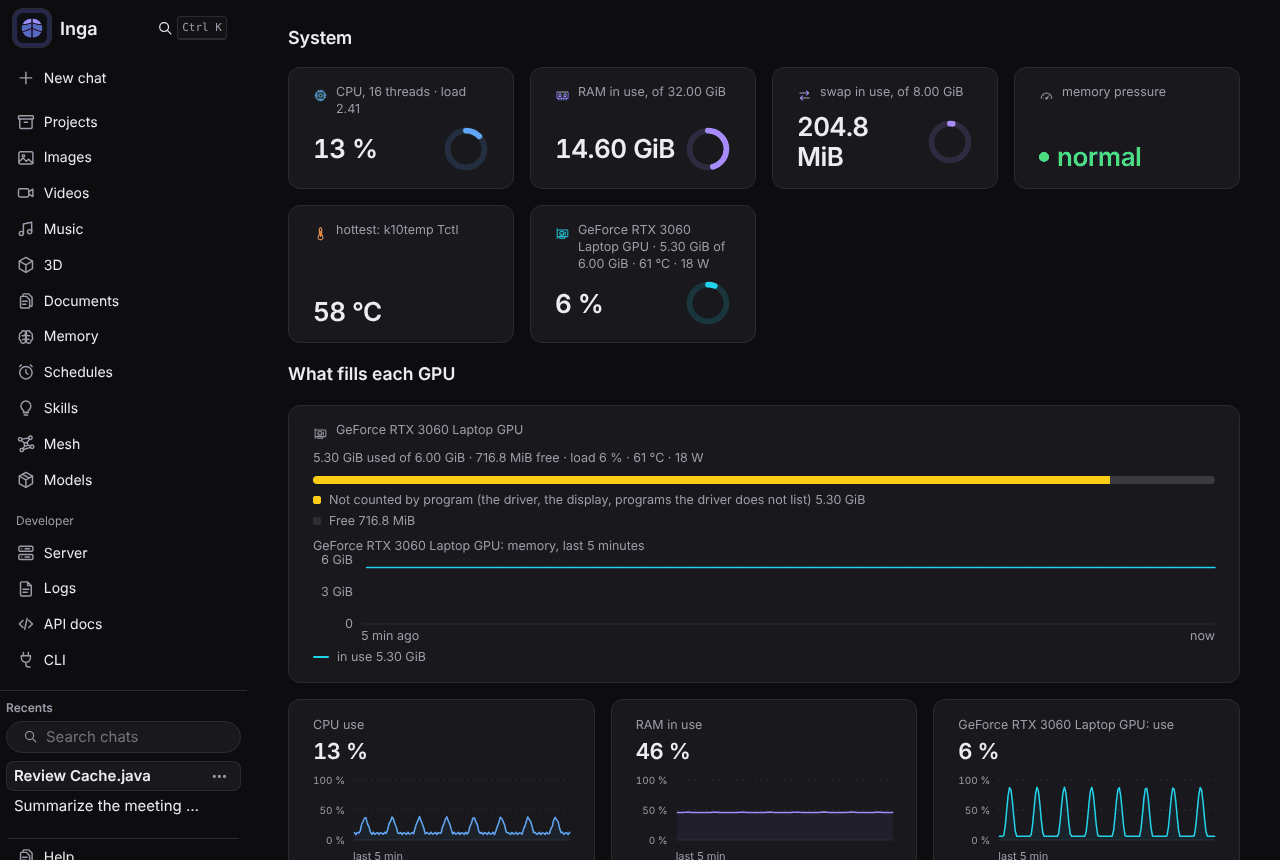 Inga
Ctrl K
New chat
Projects
Images
Videos
Music
3D
Documents
Memory
Schedules
Skills
Mesh
Models
Developer
Server
Logs
API docs
CLI
Recents
Search chats
Review Cache.java
Summarize the meeting ...
Help
System
CPU, 16 threads · load
2.41
13 %
RAM in use, of 32.00 GiB
14.60 GiB
swap in use, of 8.00 GiB
204.8
MiB
memory pressure
normal
hottest: k10temp Tctl
58 °C
GeForce RTX 3060
Laptop GPU · 5.30 GiB of
6.00 GiB · 61 °C · 18 W
6 %
What fills each GPU
GeForce RTX 3060 Laptop GPU
5.30 GiB used of 6.00 GiB · 716.8 MiB free · load 6 % · 61 °C · 18 W
Not counted by program (the driver, the display, programs the driver does not list) 5.30 GiB
Free 716.8 MiB
GeForce RTX 3060 Laptop GPU: memory, last 5 minutes
6 GiB
3 GiB
0
5 min ago
now
in use 5.30 GiB
CPU use
13 %
100 %
50 %
0 %
last 5 min
RAM in use
46 %
100 %
50 %
0 %
last 5 min
GeForce RTX 3060 Laptop GPU: use
6 %
100 %
50 %
0 %
last 5 min